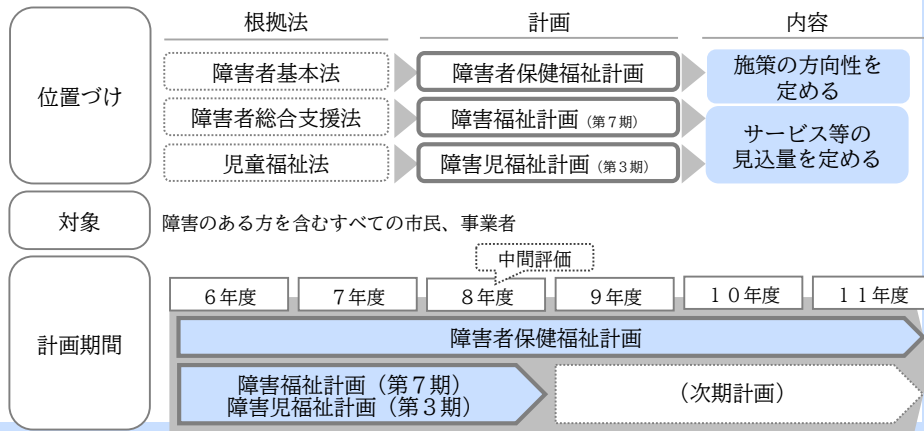 根拠法
計画
内容
位置づけ
障害者基本法
障害者保健福祉計画
施策の方向性を
定める
障害者総合支援法
障害福祉計画（第７期）
児童福祉法
障害児福祉計画（第３期）
サービス等の
見込量を定める
対象
障害のある方を含むすべての市民、事業者
計画期間
中間評価
６年度
７年度
８年度
９年度
１０年度
１１年度
障害者保健福祉計画
障害福祉計画（第７期）
障害児福祉計画（第３期）
（次期計画）